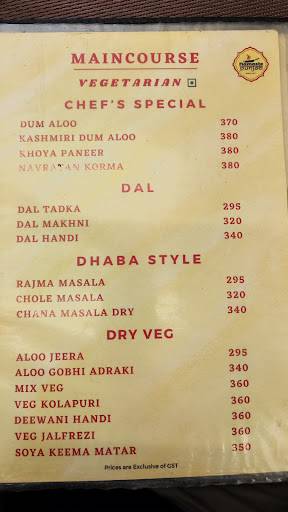 MAINCOURSE
VEGETARIAN
CHEF'S SPECIAL
DUM ALOO 370
KASHMIRI DUM ALOO 380
KHOYA PANEER 380
NAVRATAN KORMA 380
DAL
DAL TADKA 295
DAL MAKHNI 320
DAL HANDI 340
DHABA STYLE
RAJMA MASALA 295
CHOLE MASALA 320
CHANA MASALA DRY 340
DRY VEG
ALOO JEERA 295
ALOO GOBHI ADRAKI 340
MIX VEG 360
VEG KOLAPURI 360
DEEWANI HANDI 360
VEG JALFREZI 360
SOYA KEEMA MATAR 350
Prices are Exclusive of GST